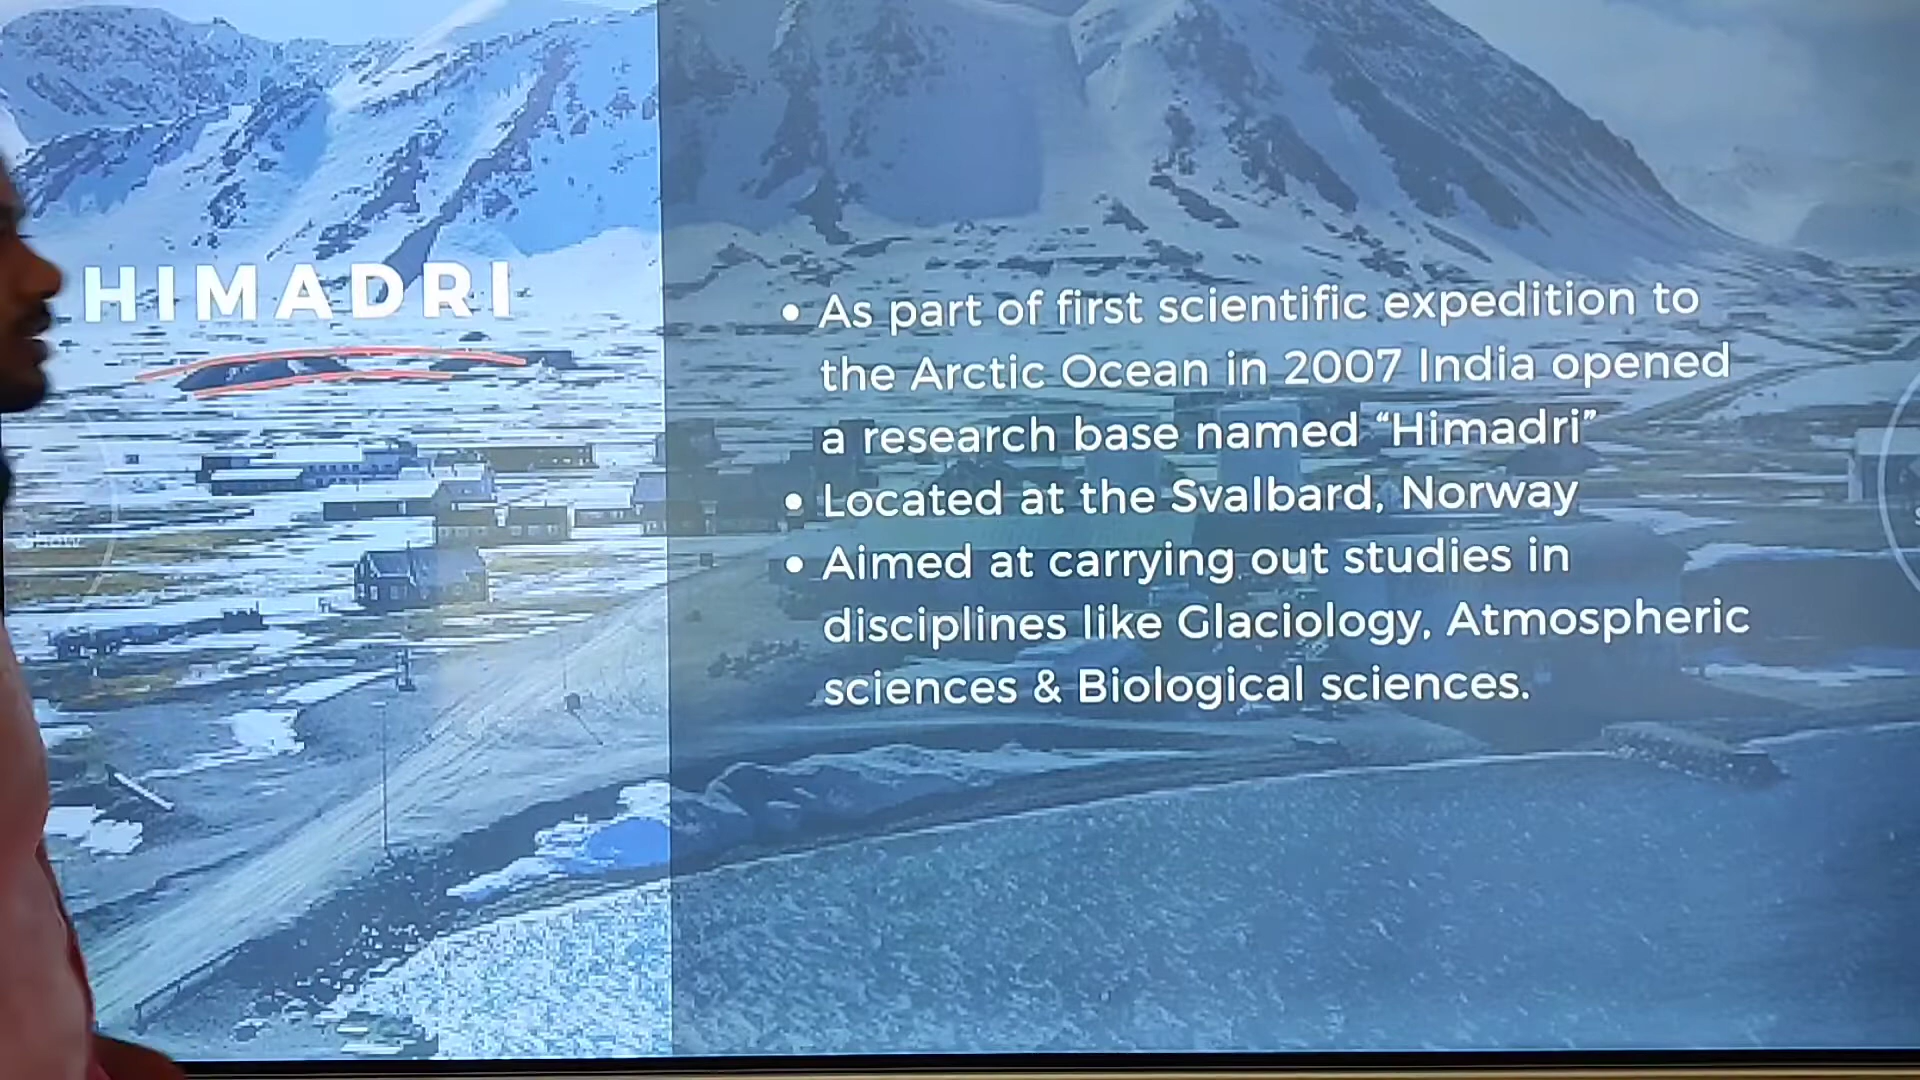 HIMADRI
• As part of first scientific expedition to
the Arctic Ocean in 2007 India opened
a research base named “Himadri”
• Located at the Svalbard, Norway
• Aimed at carrying out studies in
disciplines like Glaciology, Atmospheric
sciences & Biological sciences.
show